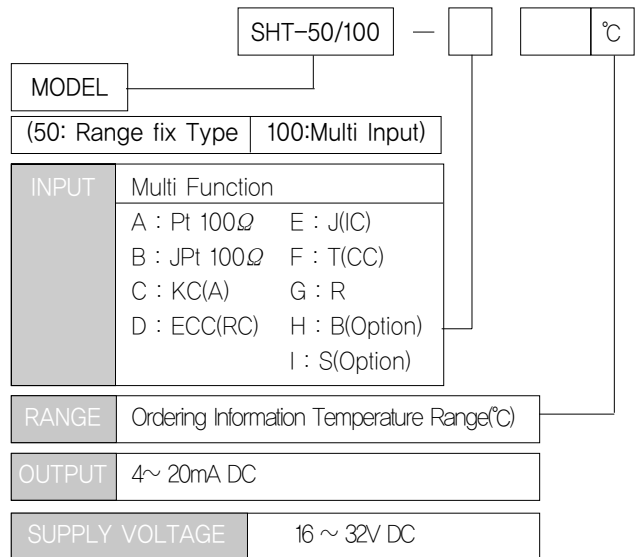 SHT-50/100 — ℃
MODEL
(50: Range fix Type 100:Multi Input)
INPUT Multi Function
A : Pt 100Ω E : J(IC)
B : JPt 100Ω F : T(CC)
C : KC(A) G : R
D : ECC(RC) H : B(Option)
I : S(Option)
RANGE Ordering Information Temperature Range(℃)
OUTPUT 4~ 20mA DC
SUPPLY VOLTAGE 16 ~ 32V DC